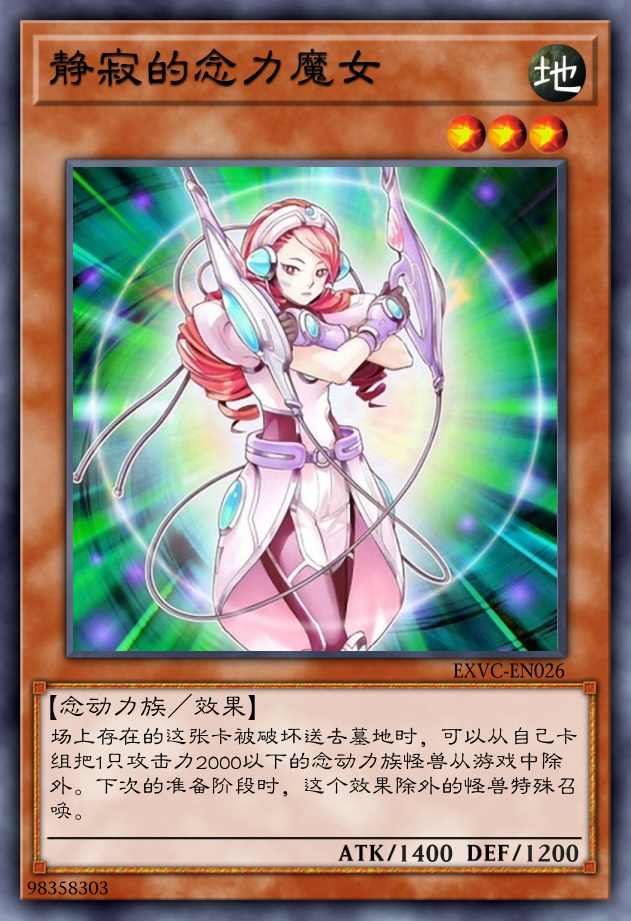 静寂的念力魔女
地
EXVC-EN026
【念动力族／效果】
场上存在的这张卡被破坏送去墓地时，可以从自己卡
组把1只攻击力2000以下的念动力族怪兽从游戏中除
外。下次的准备阶段时，这个效果除外的怪兽特殊召
唤。
ATK/1400 DEF/1200
98358303